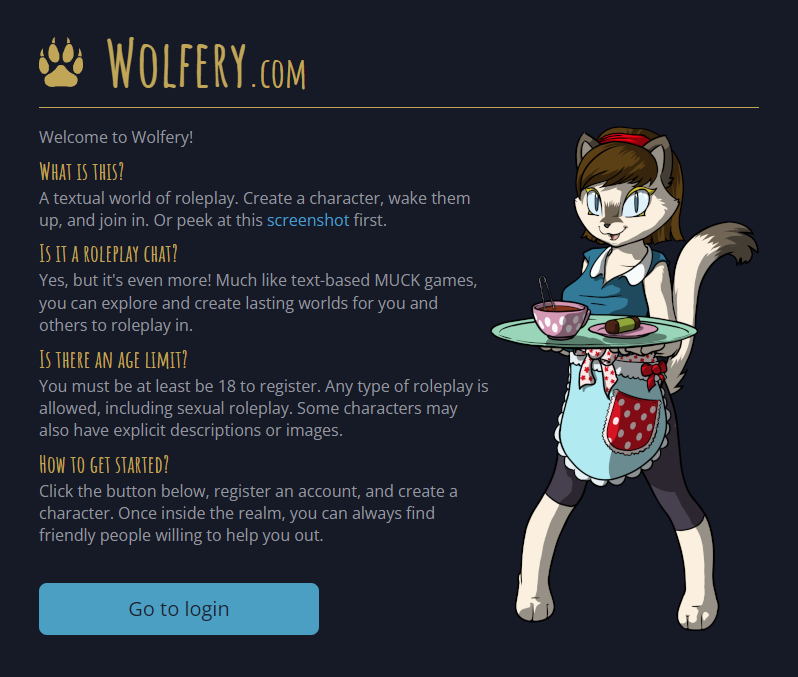 Wolfery.com
Welcome to Wolfery!
What is this?
A textual world of roleplay. Create a character, wake them
up, and join in. Or peek at this screenshot first.
Is it a roleplay chat?
Yes, but it's even more! Much like text-based MUCK games,
you can explore and create lasting worlds for you and
others to roleplay in.
Is there an age limit?
You must be at least be 18 to register. Any type of roleplay is
allowed, including sexual roleplay. Some characters may
also have explicit descriptions or images.
How to get started?
Click the button below, register an account, and create a
character. Once inside the realm, you can always find
friendly people willing to help you out.
Go to login